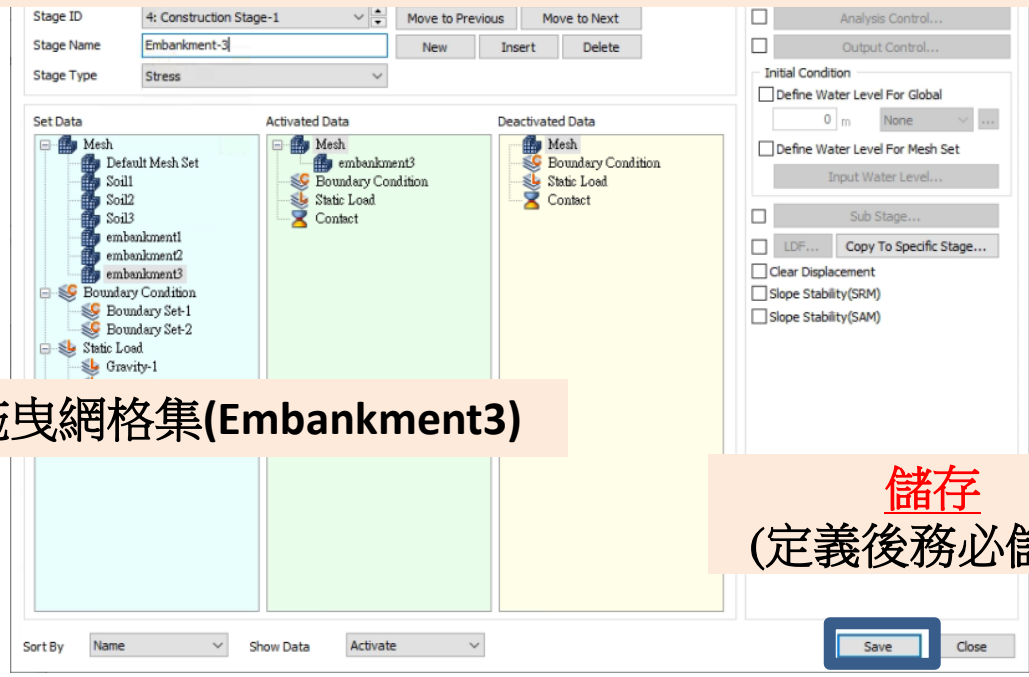 Stage ID 4: Construction Stage-1 Move to Previous Move to Next
Stage Name Embankment-3 New Insert Delete
Stage Type Stress
Set Data
Mesh
Default Mesh Set
Soil1
Soil2
Soil3
embankment1
embankment2
embankment3
Boundary Condition
Boundary Set-1
Boundary Set-2
Static Load
Gravity-1
Activated Data
Mesh
embankment3
Boundary Condition
Static Load
Contact
Deactivated Data
Mesh
Boundary Condition
Static Load
Contact
Analysis Control...
Output Control...
Initial Condition
Define Water Level For Global
0 m None ...
Define Water Level For Mesh Set
Input Water Level...
Sub Stage...
LDF... Copy To Specific Stage...
Clear Displacement
Slope Stability(SRM)
Slope Stability(SAM)
曳網格集(Embankment3)
儲存
(定義後務必
Sort By Name Show Data Activate
Save Close